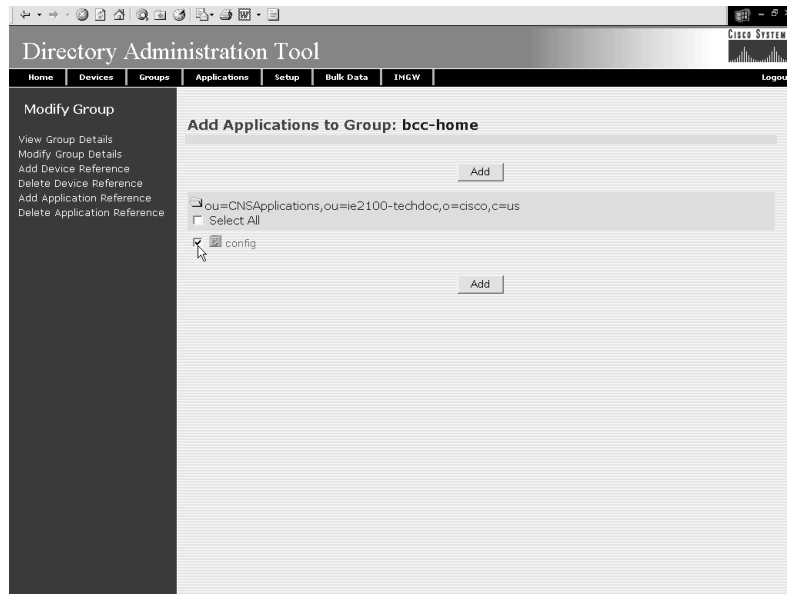 CISCO SYSTEM
Directory Administration Tool
Home Devices Groups Applications Setup Bulk Data IMGW Logou
Modify Group
View Group Details
Modify Group Details
Add Device Reference
Delete Device Reference
Add Application Reference
Delete Application Reference
Add Applications to Group: bcc-home
Add
ou=CNSApplications,ou=ie2100-techdoc,o=cisco,c=us
Select All
config
Add